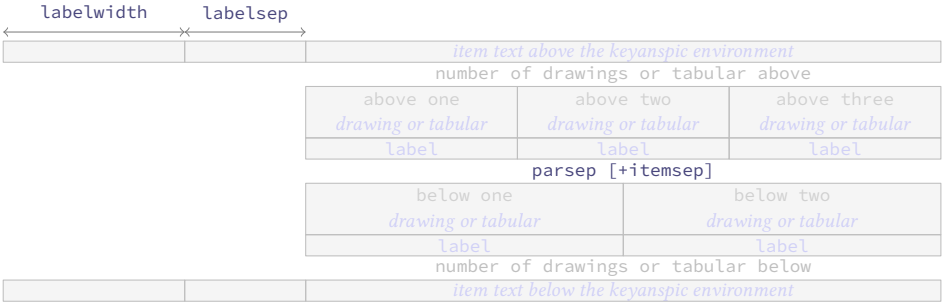 labelwidth labelsep
item text above the keyanspic environment
number of drawings or tabular above
above one above two above three
drawing or tabular drawing or tabular drawing or tabular
label label label
parsep [+itemsep]
below one below two
drawing or tabular drawing or tabular
label label
number of drawings or tabular below
item text below the keyanspic environment